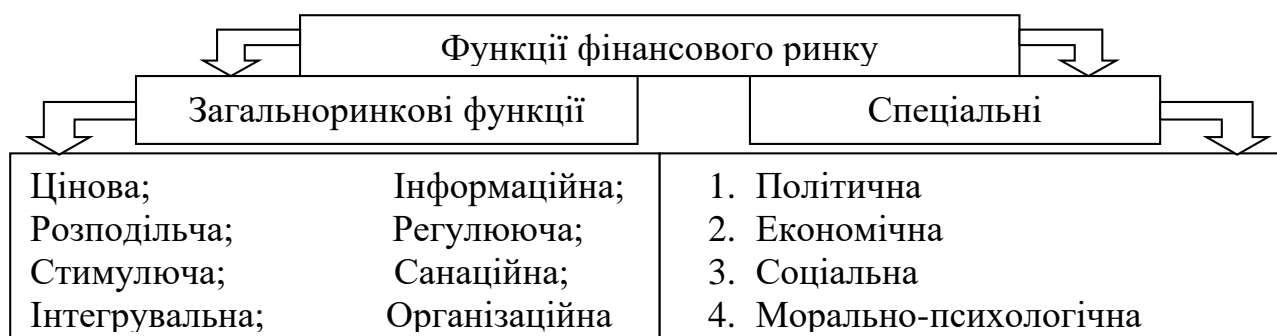 Функції фінансового ринку
Загальноринкові функції
Спеціальні
Цінова; Інформаційна;
Розподільча; Регулююча;
Стимулюча; Санаційна;
Інтегрувальна; Організаційна
1. Політична
2. Економічна
3. Соціальна
4. Морально-психологічна